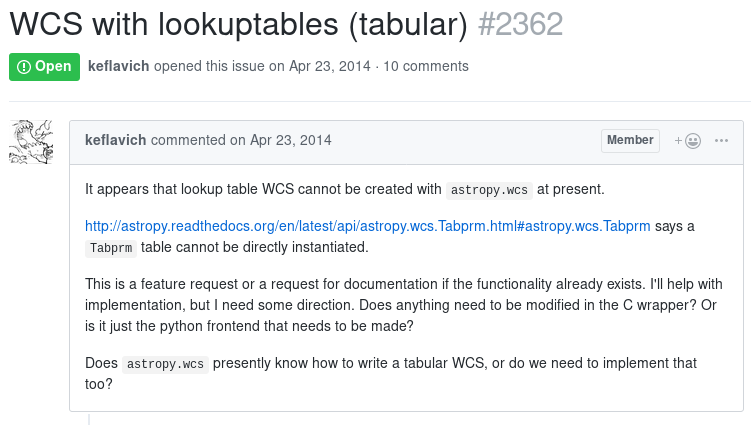 WCS with lookuptables (tabular) #2362
Open keflavich opened this issue on Apr 23, 2014 · 10 comments
keflavich commented on Apr 23, 2014 Member + ...
It appears that lookup table WCS cannot be created with astropy.wcs at present.
http://astropy.readthedocs.org/en/latest/api/astropy.wcs.Tabprm.html#astropy.wcs.Tabprm says a
Tabprm table cannot be directly instantiated.
This is a feature request or a request for documentation if the functionality already exists. I'll help with
implementation, but I need some direction. Does anything need to be modified in the C wrapper? Or
is it just the python frontend that needs to be made?
Does astropy.wcs presently know how to write a tabular WCS, or do we need to implement that
too?